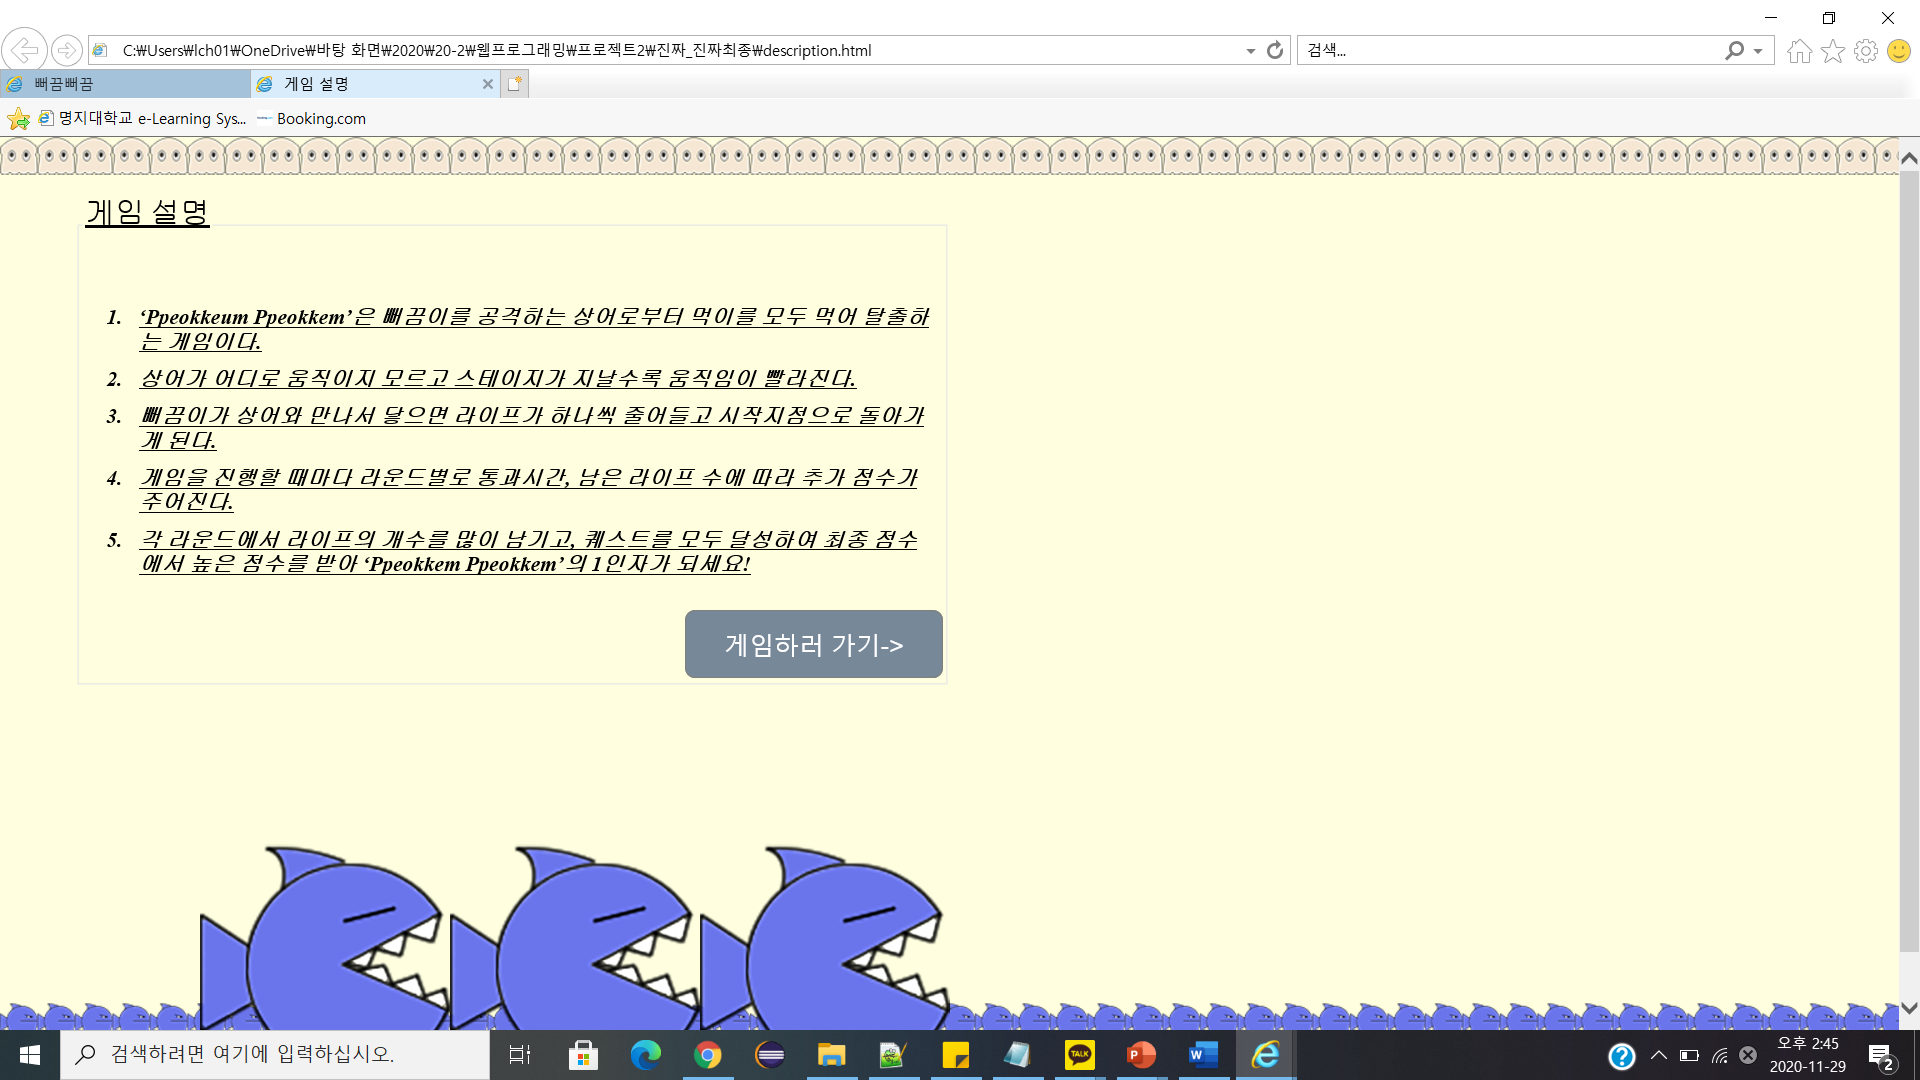 C:₩Users₩lch01₩OneDrive₩바탕 화면₩2020₩20-2₩웹프로그래밍₩프로젝트2₩진짜_진짜최종₩description.html
검색...
뻐끔뻐끔
게임 설명
명지대학교 e-Learning Sys...
Booking.com
게임 설명
1. ‘Ppeokkeum Ppeokkem’은 뻐끔이를 공격하는 상어로부터 먹이를 모두 먹어 탈출하
는 게임이다.
2. 상어가 어디로 움직이지 모르고 스테이지가 지날수록 움직임이 빨라진다.
3. 뻐끔이가 상어와 만나서 닿으면 라이프가 하나씩 줄어들고 시작지점으로 돌아가
게 된다.
4. 게임을 진행할 때마다 라운드별로 통과시간, 남은 라이프 수에 따라 추가 점수가
주어진다.
5. 각 라운드에서 라이프의 개수를 많이 남기고, 퀘스트를 모두 달성하여 최종 점수
에서 높은 점수를 받아 ‘Ppeokkem Ppeokkem’의 1인자가 되세요!
게임하러 가기->
검색하려면 여기에 입력하십시오.
TALK
오후 2:45
2020-11-29
2